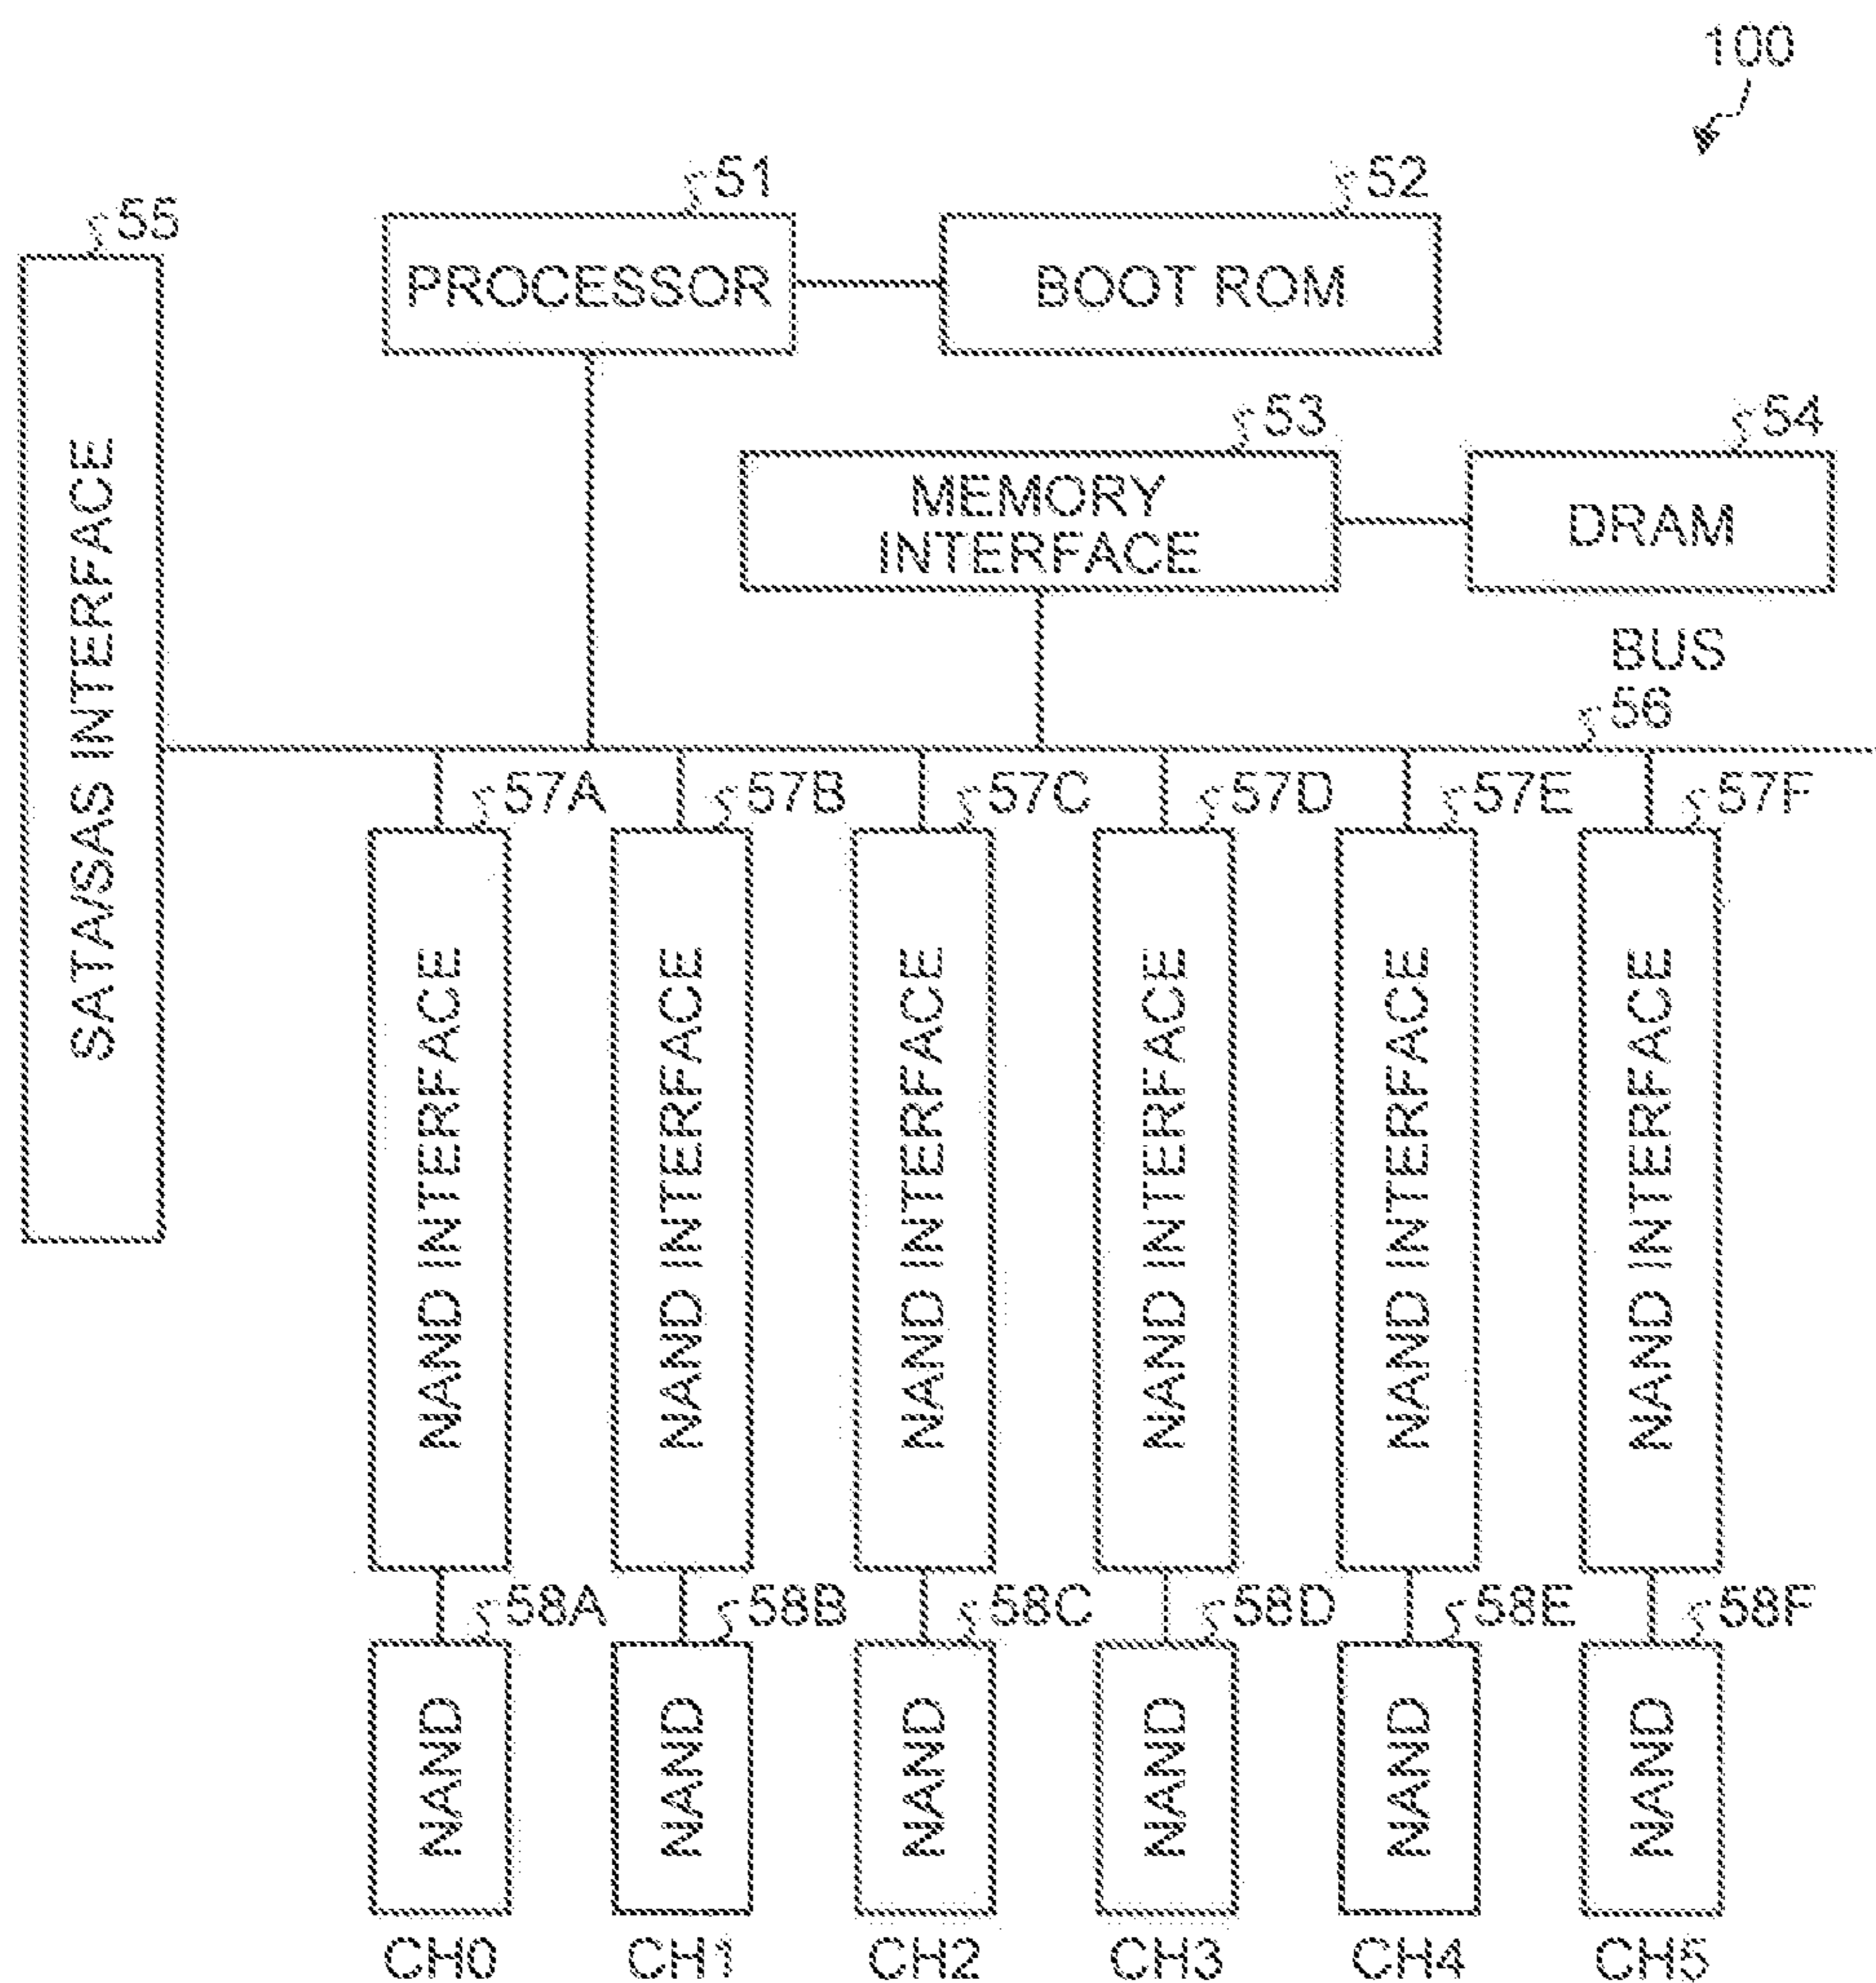 100
51
52
55
PROCESSOR
BOOT ROM
53
54
MEMORY
INTERFACE
DRAM
SATA/SAS INTERFACE
BUS
56
57A
57B
57C
57D
57E
57F
NAND INTERFACE
NAND INTERFACE
NAND INTERFACE
NAND INTERFACE
NAND INTERFACE
NAND INTERFACE
58A
58B
58C
58D
58E
58F
NAND
NAND
NAND
NAND
NAND
NAND
CH0
CH1
CH2
CH3
CH4
CH5